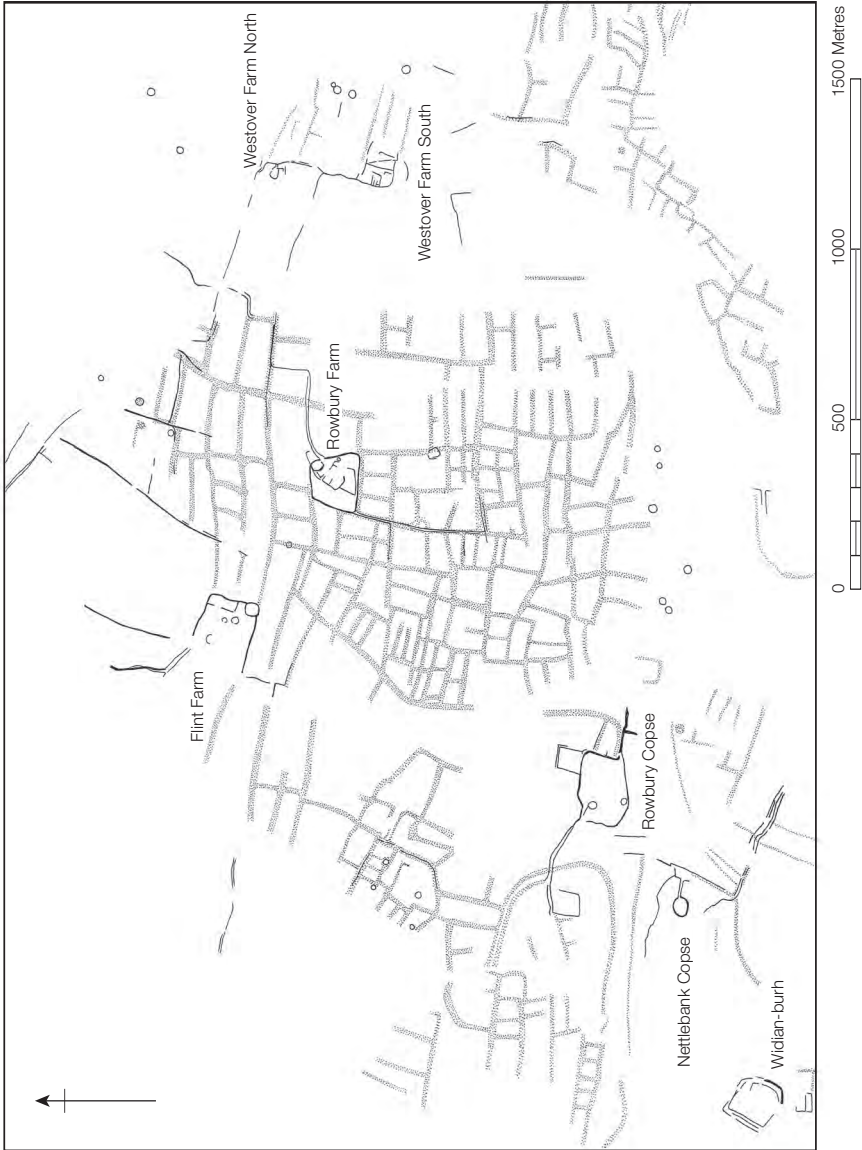 Westover Farm North
Westover Farm South
Rowbury Farm
Flint Farm
Rowbury Copse
Nettlebank Copse
Widian-burh
0 500 1000 1500 Metres